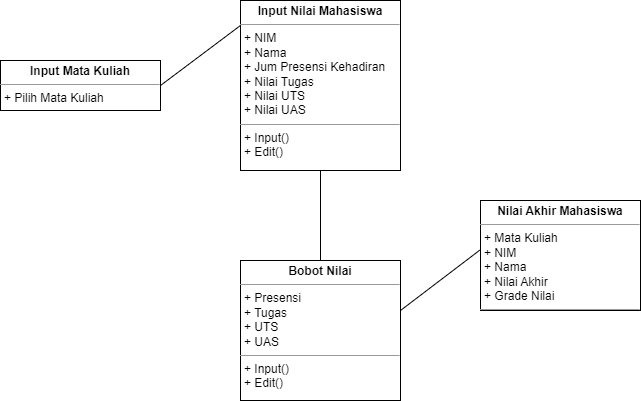 Input Nilai Mahasiswa
+ NIM
+ Nama
+ Jum Presensi Kehadiran
+ Nilai Tugas
+ Nilai UTS
+ Nilai UAS
+ Input()
+ Edit()
Input Mata Kuliah
+ Pilih Mata Kuliah
Bobot Nilai
+ Presensi
+ Tugas
+ UTS
+ UAS
+ Input()
+ Edit()
Nilai Akhir Mahasiswa
+ Mata Kuliah
+ NIM
+ Nama
+ Nilai Akhir
+ Grade Nilai